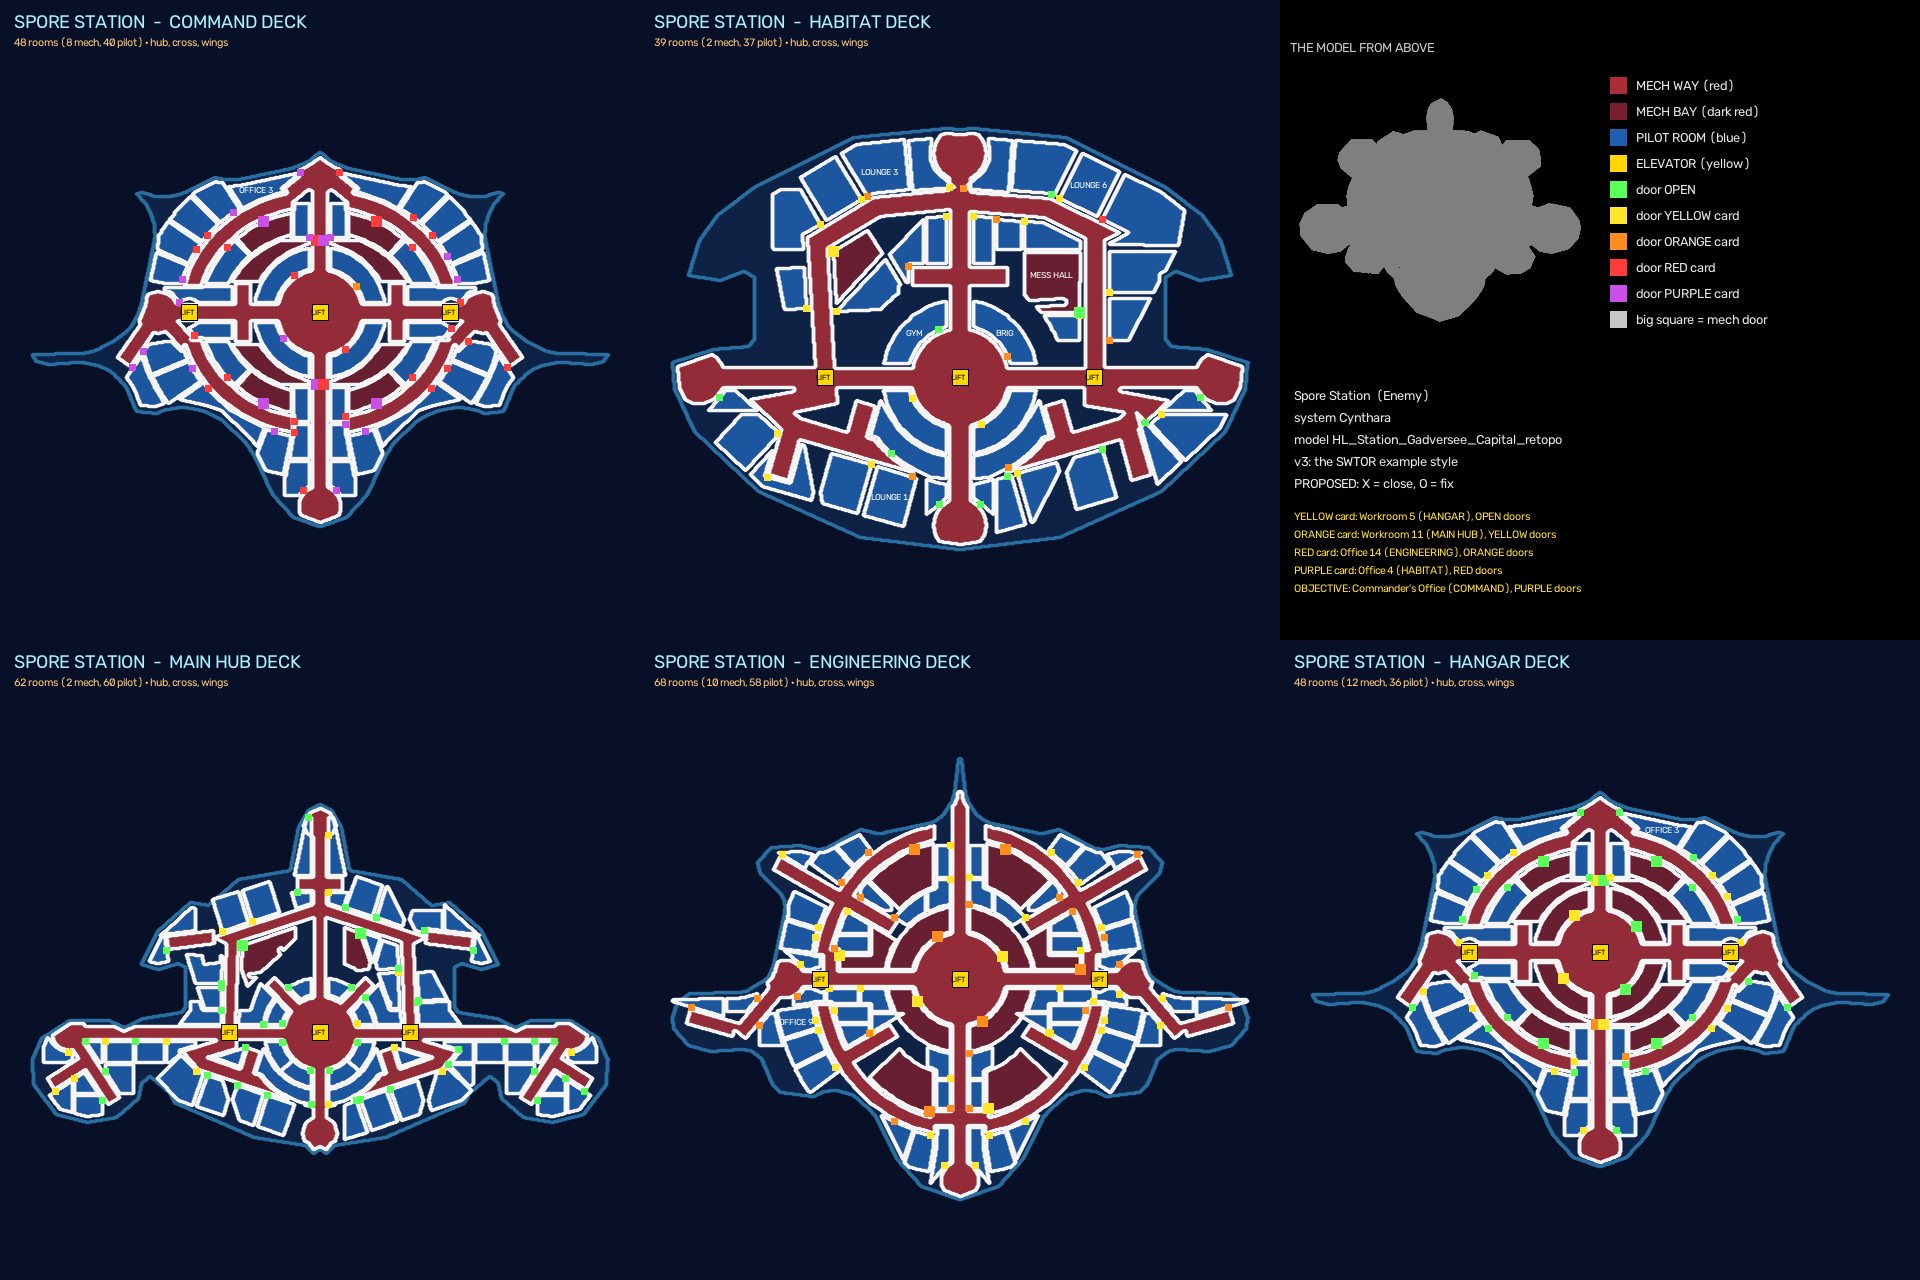 SPORE STATION - COMMAND DECK
48 rooms (8 mech, 40 pilot) • hub, cross, wings
OFFICE 3
LIFT
LIFT
LIFT
SPORE STATION - HABITAT DECK
39 rooms (2 mech, 37 pilot) • hub, cross, wings
LOUNGE 3
LOUNGE 6
MESS HALL
GYM
BRIG
LIFT
LIFT
LIFT
LOUNGE 1
THE MODEL FROM ABOVE
MECH WAY (red)
MECH BAY (dark red)
PILOT ROOM (blue)
ELEVATOR (yellow)
door OPEN
door YELLOW card
door ORANGE card
door RED card
door PURPLE card
big square = mech door
Spore Station (Enemy)
system Cynthara
model HL_Station_Gadversee_Capital_retopo
v3: the SWTOR example style
PROPOSED: X = close, O = fix
YELLOW card: Workroom 5 (HANGAR), OPEN doors
ORANGE card: Workroom 11 (MAIN HUB), YELLOW doors
RED card: Office 14 (ENGINEERING), ORANGE doors
PURPLE card: Office 4 (HABITAT), RED doors
OBJECTIVE: Commander's Office (COMMAND), PURPLE doors
SPORE STATION - MAIN HUB DECK
62 rooms (2 mech, 60 pilot) • hub, cross, wings
LIFT
LIFT
LIFT
SPORE STATION - ENGINEERING DECK
68 rooms (10 mech, 58 pilot) • hub, cross, wings
LIFT
LIFT
LIFT
OFFICE 9
SPORE STATION - HANGAR DECK
48 rooms (12 mech, 36 pilot) • hub, cross, wings
OFFICE 3
LIFT
LIFT
LIFT